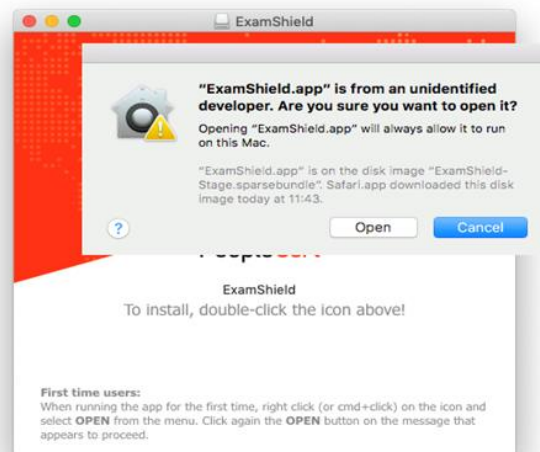 ExamShield
"ExamShield.app" is from an unidentified
developer. Are you sure you want to open it?
Opening "ExamShield.app" will always allow it to run
on this Mac.
"ExamShield.app" is on the disk image "ExamShield-
Stage.sparsebundle". Safari.app downloaded this disk
image today at 11:43.
?
Open
Cancel
ExamShield
To install, double-click the icon above!
First time users:
When running the app for the first time, right click (or cmd+click) on the icon and
select OPEN from the menu. Click again the OPEN button on the message that
appears to proceed.